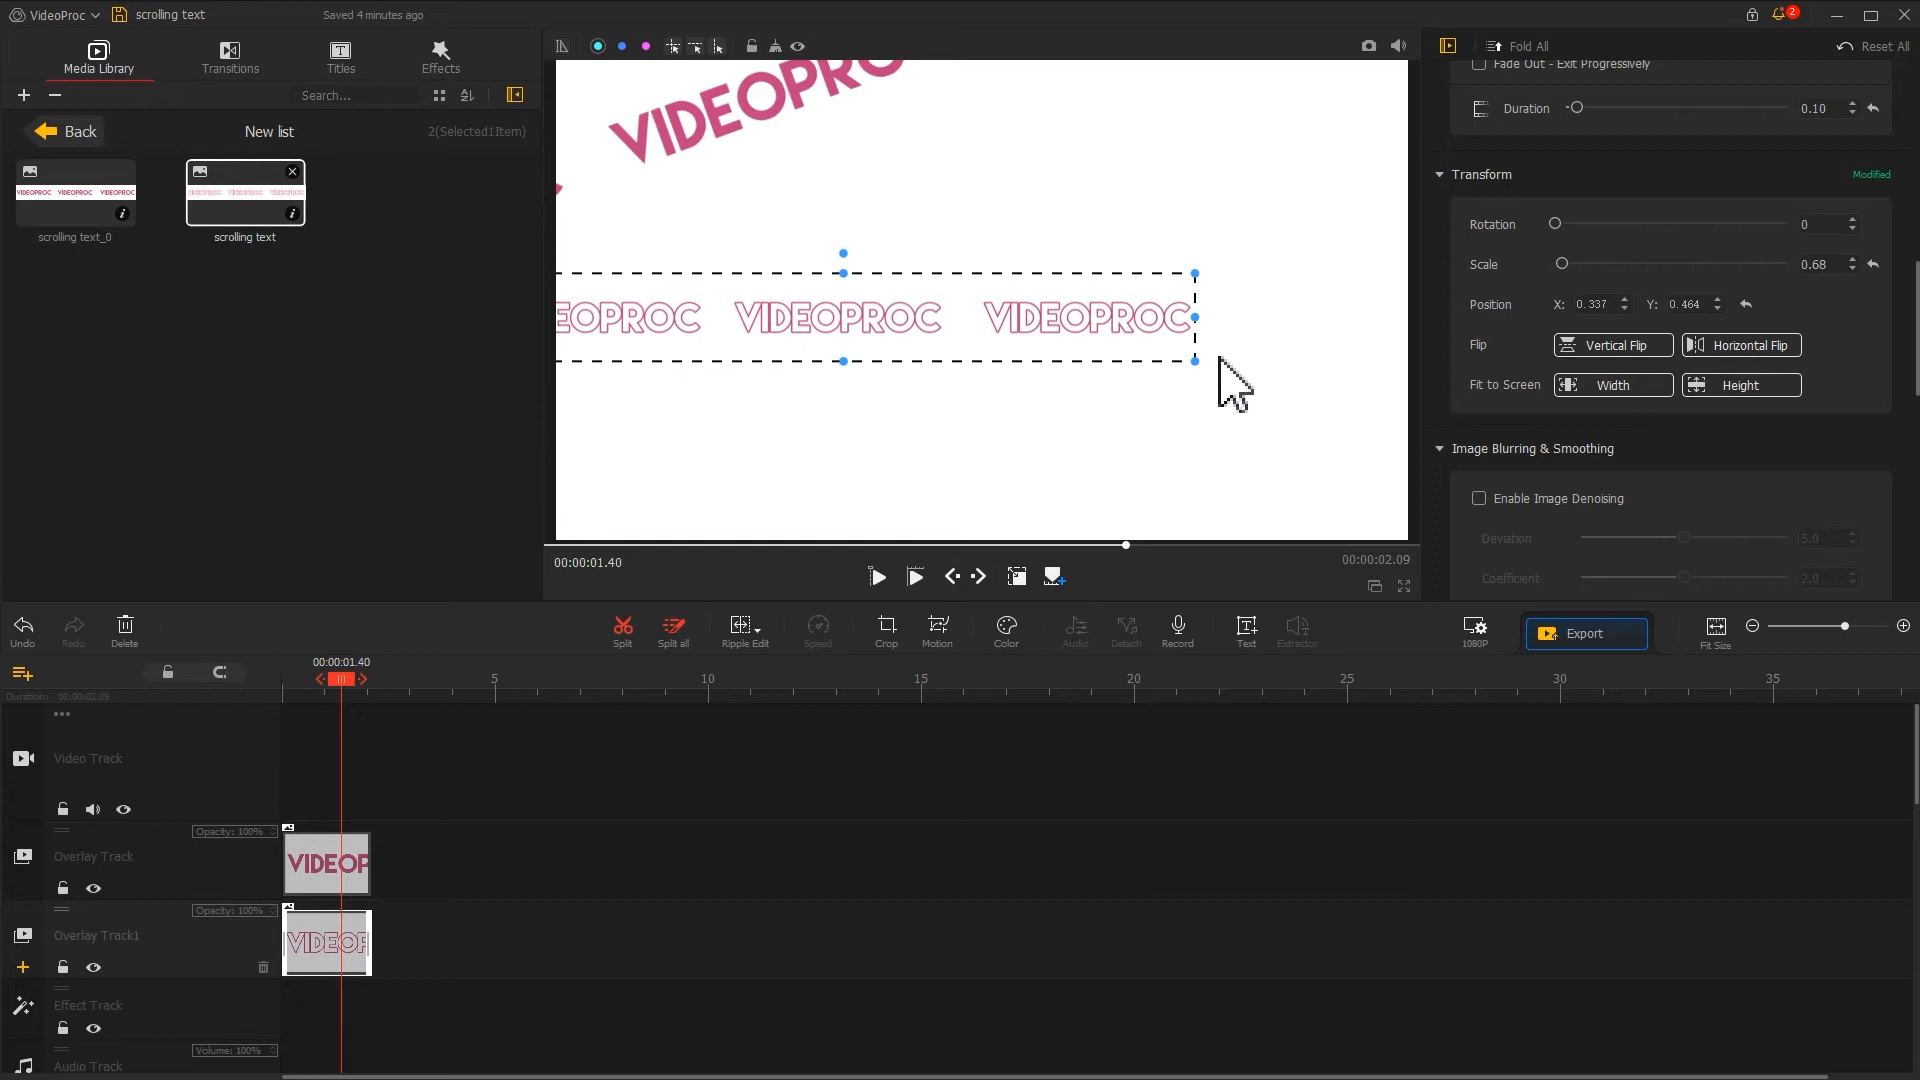 VideoProc
scrolling text
Saved 4 minutes ago
2
Media Library
Transitions
Titles
Effects
Search...
Fold All
Reset All
Back
New list
2(Selected1Item)
VIDEOPROC VIDEOPROC VIDEOPROC
scrolling text_0
VIDEOPROC VIDEOPROC VIDEOPROC
scrolling text
VIDEOPRO
EOPROC VIDEOPROC VIDEOPROC
00:00:01.40
00:00:02.09
Fade Out - Exit Progressively
Duration
0.10
Transform
Modified
Rotation
0
Scale
0.68
Position
X: 0.337
Y: 0.464
Flip
Vertical Flip
Horizontal Flip
Fit to Screen
Width
Height
Image Blurring & Smoothing
Enable Image Denoising
Deviation
5.0
Coefficient
2.0
Undo
Redo
Delete
Split
Split all
Ripple Edit
Speed
Crop
Motion
Color
Audio
Detach
Record
Text
Extractor
1080P
Export
Fit Size
00:00:01.40
5
10
15
20
25
30
35
Duration: 00:00:02.09
Video Track
Opacity: 100%
Overlay Track
VIDEOP
Opacity: 100%
Overlay Track1
VIDEOP
Effect Track
Volume: 100%
Audio Track